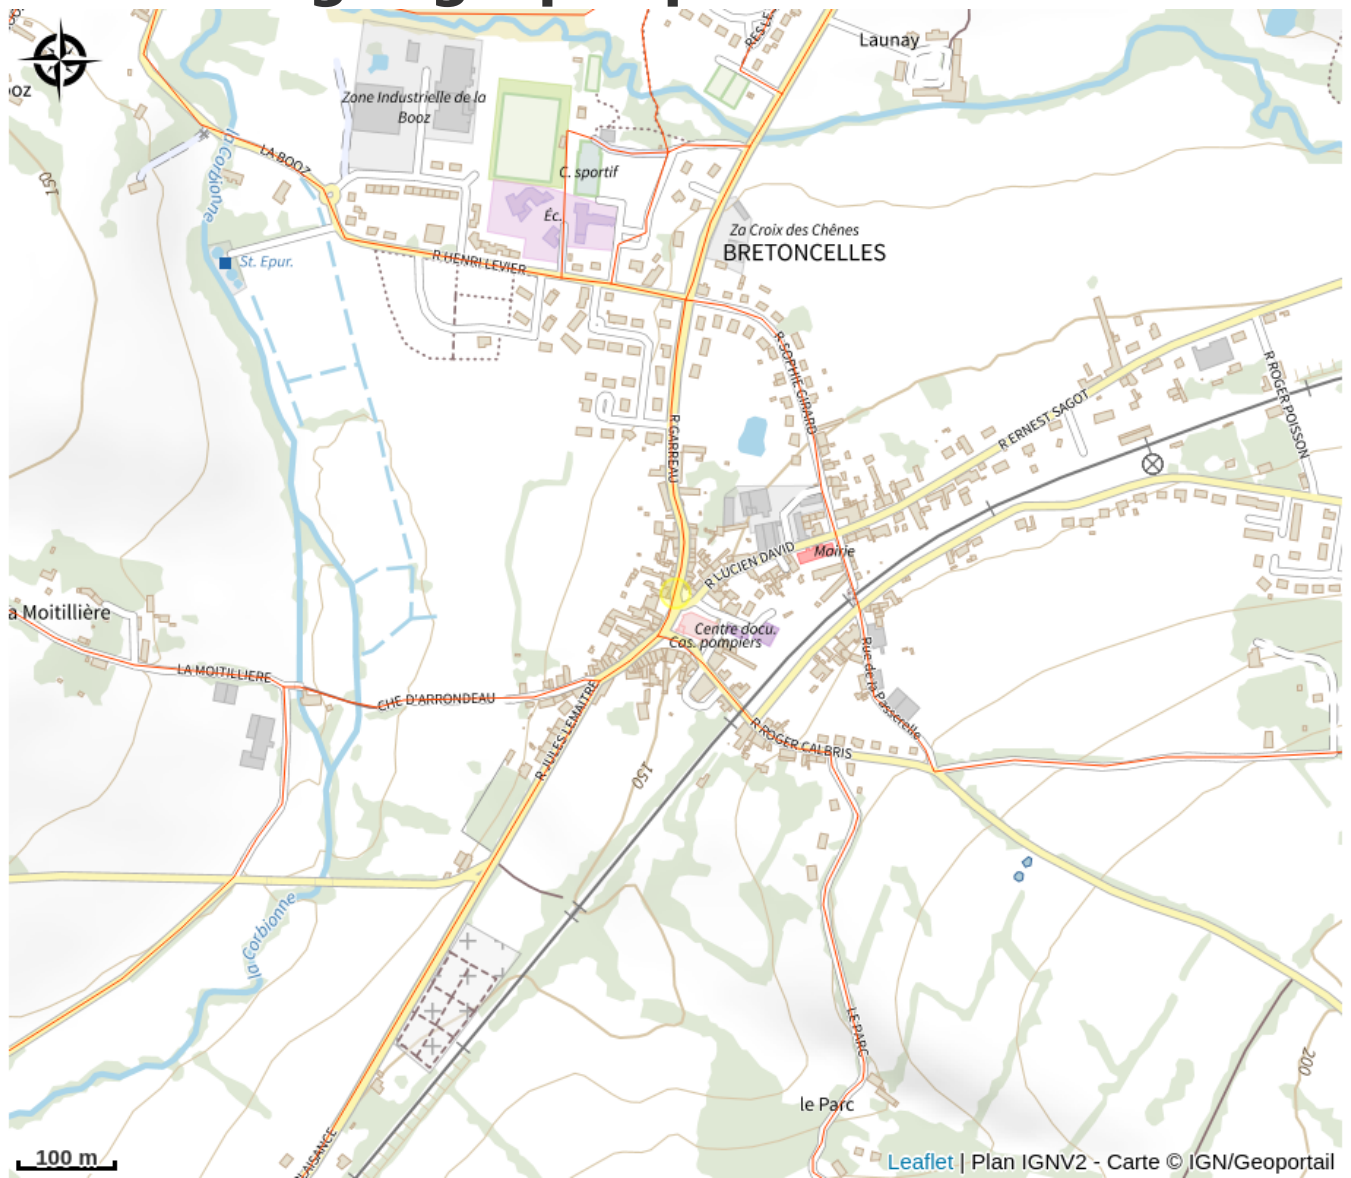 Launay
Zone Industrielle de la
Booz
LA BOOZ
la Corbionne
150
C. sportif
Éc.
Za Croix des Chênes
BRETONCELLES
St. Epur.
R HENRI LEVIER
R SOPHIE GIRARD
R GARREAU
R ERNEST SAGOT
R ROGER POISSON
R LUCIEN DAVID
Mairie
a Moitillière
Centre docu.
Cas. pompiers
LA MOITILLIERE
CHE D'ARRONDEAU
R JULES LEMAITRE
Rue de la Passerelle
R ROGER CALBRIS
150
la Corbionne
LE PARC
200
le Parc
LAISANCE
100 m
Leaflet | Plan IGNV2 - Carte © IGN/Geoportail